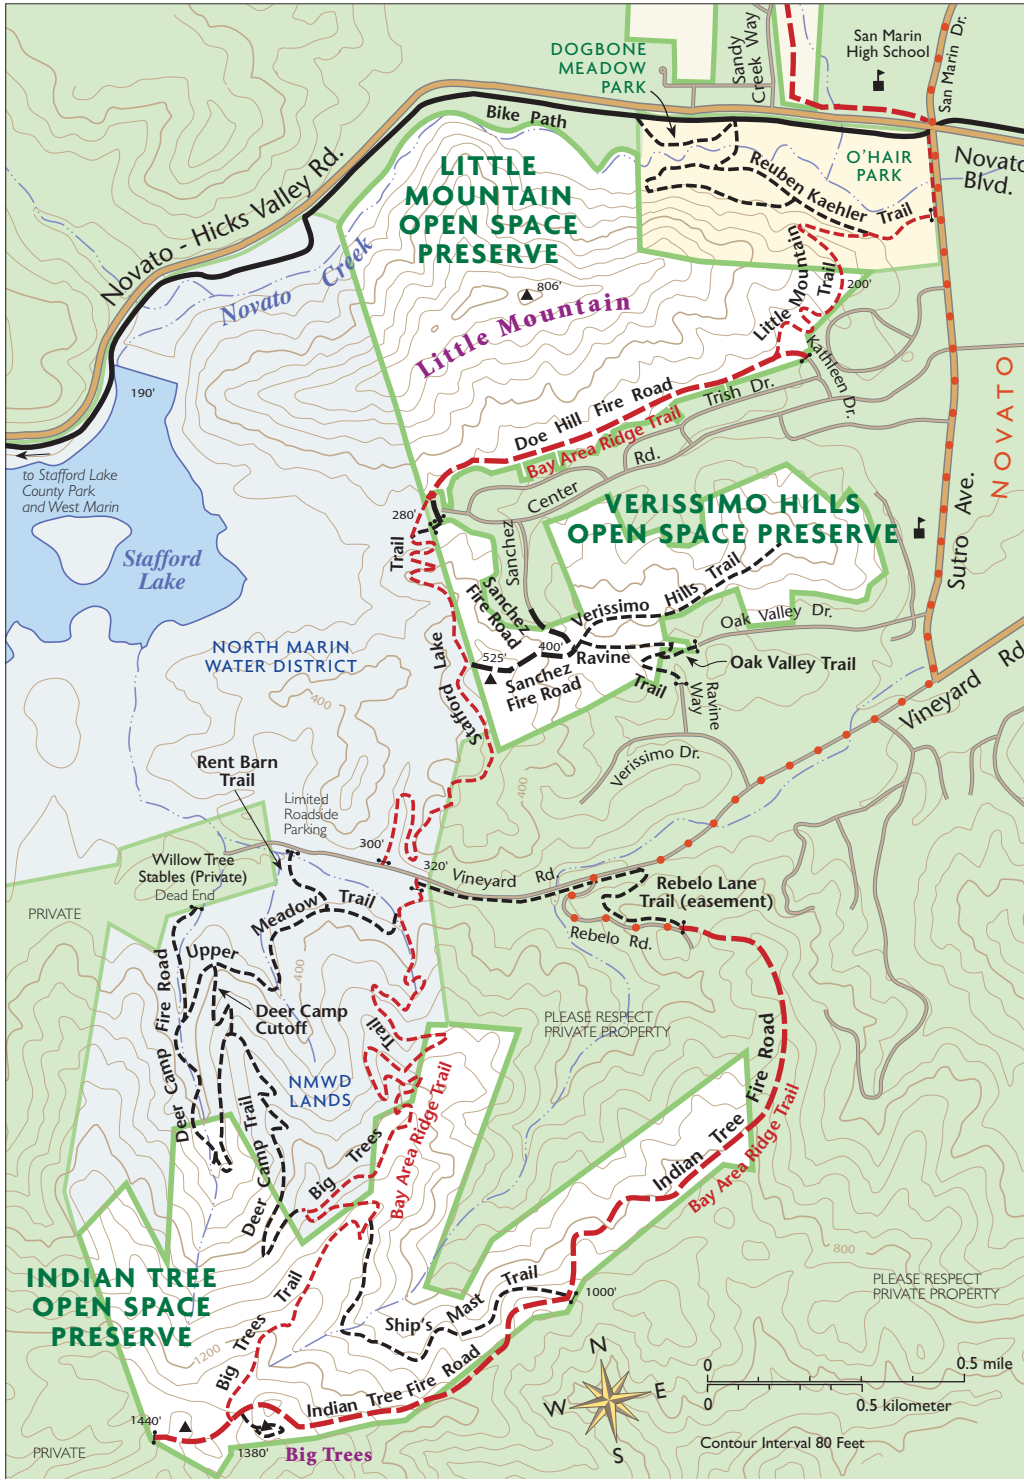 San Marin
High School
San Marin Dr.
Sandy
Creek Way
DOGBONE
MEADOW
PARK
Bike Path
Novato
Blvd.
O'HAIR
PARK
Reuben Kaehler Trail
LITTLE
MOUNTAIN
OPEN SPACE
PRESERVE
Novato - Hicks Valley Rd.
Novato Creek
806'
Little Mountain
Little Mountain
Trail
200'
Kathleen Dr.
190'
Doe Hill Fire Road
Trish Dr.
Bay Area Ridge Trail
NOVATO
to Stafford Lake
County Park
and West Marin
Center Rd.
VERISSIMO HILLS
OPEN SPACE PRESERVE
Sutro Ave.
280'
Stafford
Lake
Stafford Lake Trail
Sanchez
Sanchez
Fire Road
Verissimo Hills Trail
Oak Valley Dr.
NORTH MARIN
WATER DISTRICT
400'
525'
Sanchez
Fire Road
Ravine
Trail
Oak Valley Trail
Ravine
Way
400
Vineyard Rd.
Verissimo Dr.
400
Rent Barn
Trail
Limited
Roadside
Parking
300'
320'
Willow Tree
Stables (Private)
Dead End
Vineyard Rd.
Rebelo Lane
Trail (easement)
Rebelo Rd.
PRIVATE
Upper Meadow Trail
400
Deer Camp Fire Road
Deer Camp
Cutoff
PLEASE RESPECT
PRIVATE PROPERTY
NMWD
LANDS
Trail
Big Trees
Bay Area Ridge Trail
Deer Camp Trail
Indian Tree Fire Road
Bay Area Ridge Trail
800
PLEASE RESPECT
PRIVATE PROPERTY
INDIAN TREE
OPEN SPACE
PRESERVE
Big Trees Trail
1200
Ship's Mast Trail
1000'
Indian Tree Fire Road
1440'
1380'
Big Trees
PRIVATE
N
W
E
S
0
0.5 mile
0
0.5 kilometer
Contour Interval 80 Feet